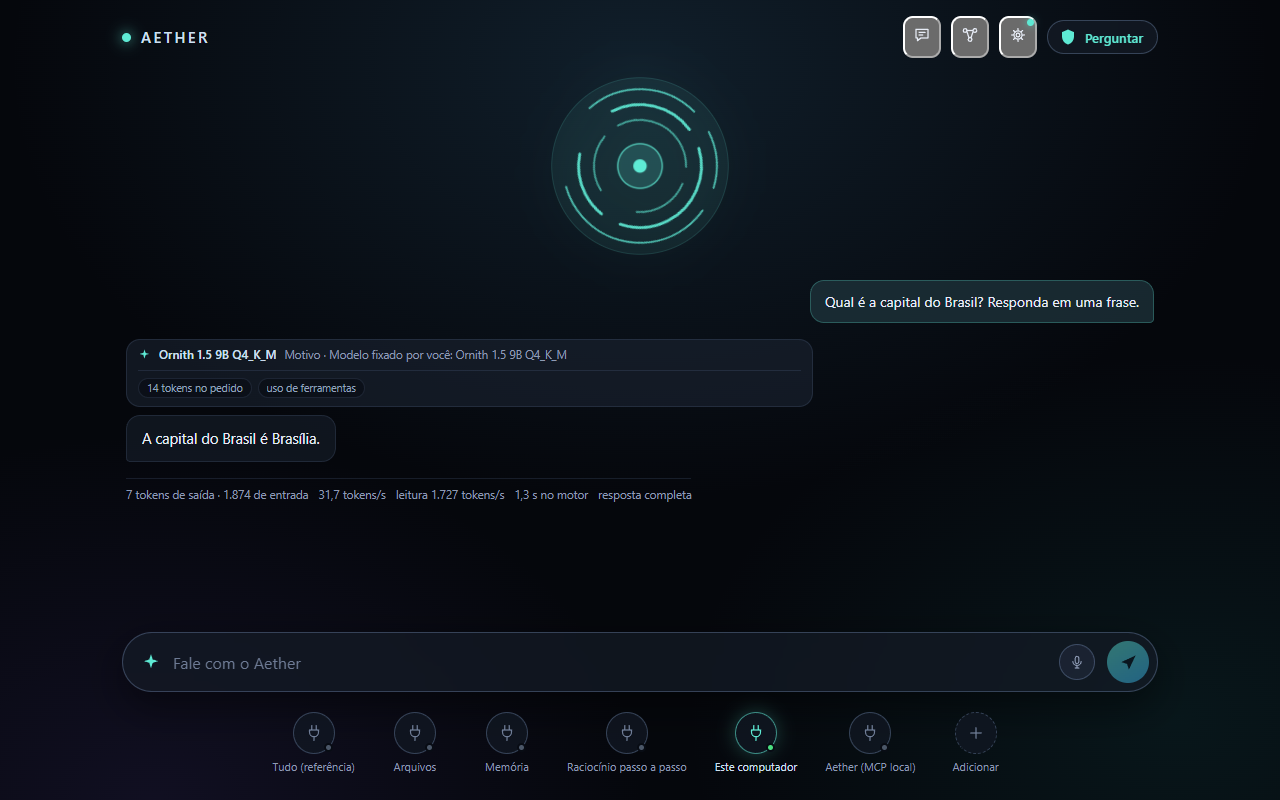 AETHER
Perguntar
Qual é a capital do Brasil? Responda em uma frase.
Ornith 1.5 9B Q4_K_M Motivo · Modelo fixado por você: Ornith 1.5 9B Q4_K_M
14 tokens no pedido uso de ferramentas
A capital do Brasil é Brasília.
7 tokens de saída · 1.874 de entrada 31,7 tokens/s leitura 1.727 tokens/s 1,3 s no motor resposta completa
Fale com o Aether
Tudo (referência) Arquivos Memória Raciocínio passo a passo Este computador Aether (MCP local) Adicionar